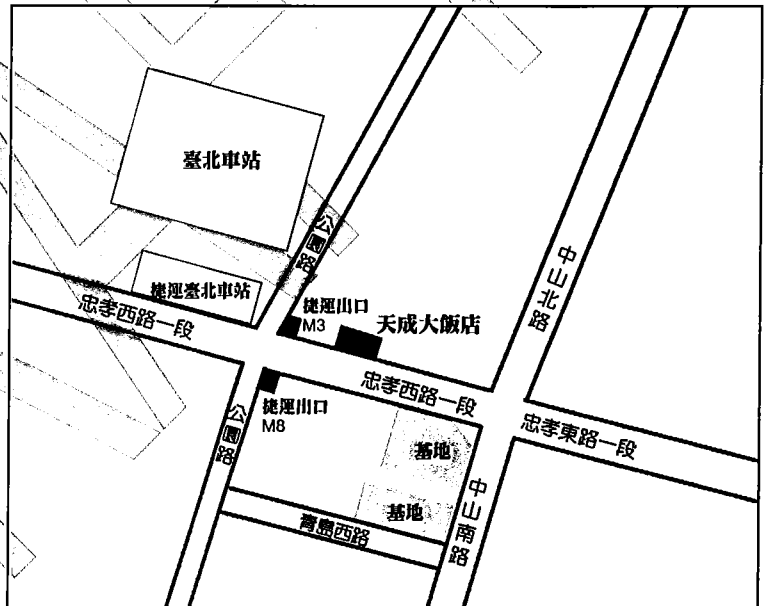 臺北車站
公園路
中山北路
捷運臺北車站
捷運出口
M3
天成大飯店
忠孝西路一段
忠孝西路一段
捷運出口
M8
公園路
忠孝東路一段
基地
中山南路
基地
青島西路